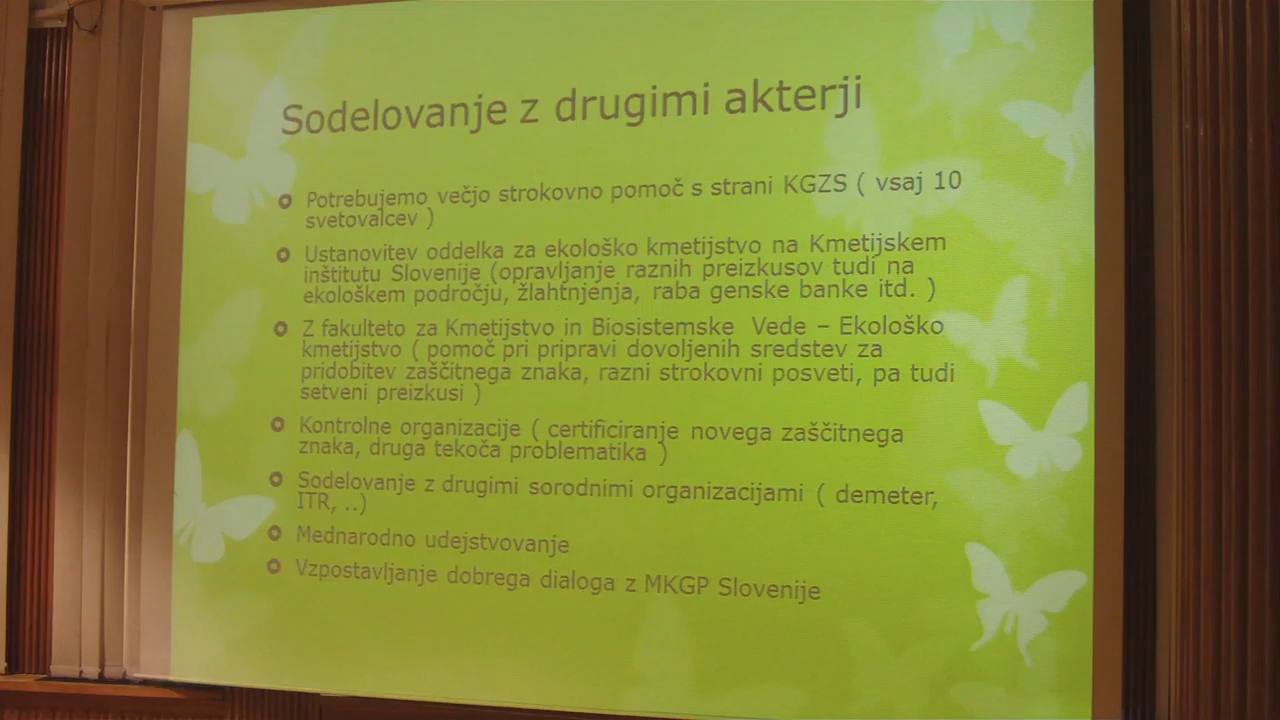 Sodelovanje z drugimi akterji
Potrebujemo večjo strokovno pomoč s strani KGZS ( vsaj 10
svetovalcev )
Ustanovitev oddelka za ekološko kmetijstvo na Kmetijskem
inštitutu Slovenije (opravljanje raznih preizkusov tudi na
ekološkem področju, žlahtnjenja, raba genske banke itd. )
Z fakulteto za Kmetijstvo in Biosistemske Vede – Ekološko
kmetijstvo ( pomoč pri pripravi dovoljenih sredstev za
pridobitev zaščitnega znaka, razni strokovni posveti, pa tudi
setveni preizkusi )
Kontrolne organizacije ( certificiranje novega zaščitnega
znaka, druga tekoča problematika )
Sodelovanje z drugimi sorodnimi organizacijami ( demeter,
ITR, ..)
Mednarodno udejstvovanje
Vzpostavljanje dobrega dialoga z MKGP Slovenije